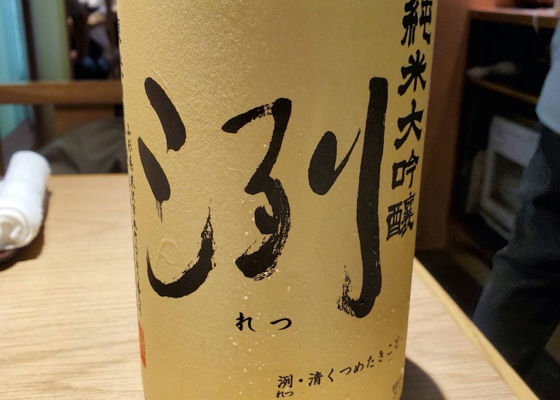 純米大吟醸
洌
れつ
洌・清くつめたきこと
れつ